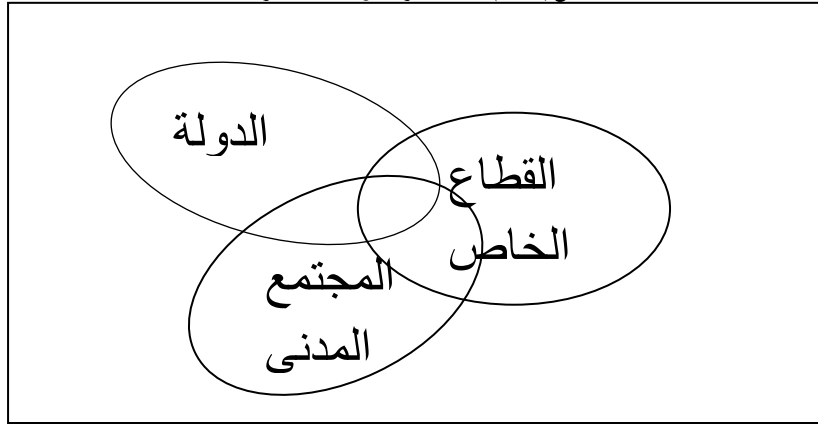 الدولة
القطاع
الخاص
المجتمع
المدنى